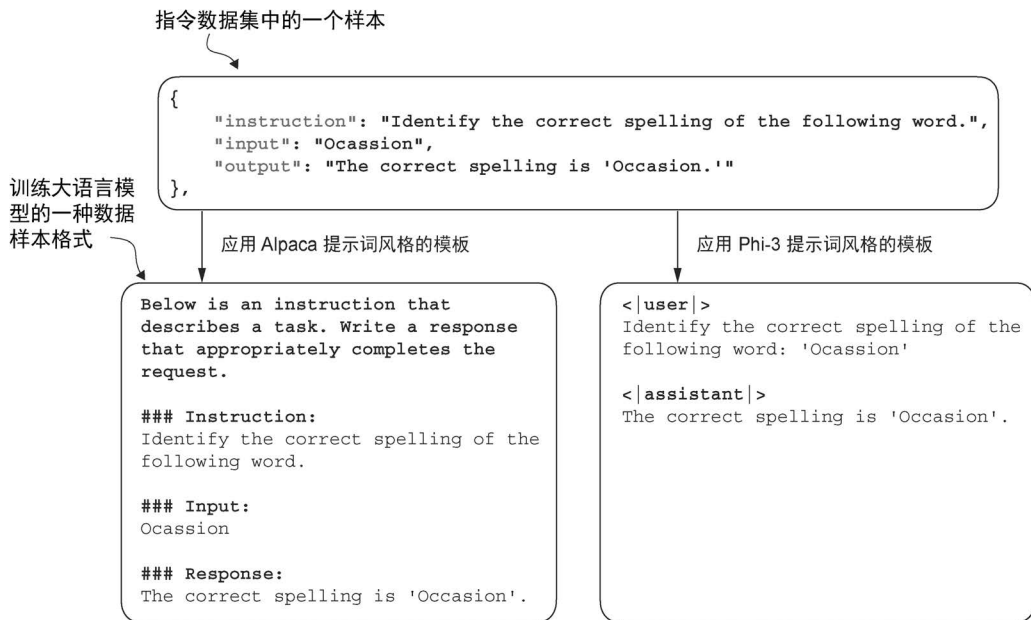 指令数据集中的一个样本
{
"instruction": "Identify the correct spelling of the following word.",
"input": "Ocassion",
"output": "The correct spelling is 'Occasion.'"
},
训练大语言模
型的一种数据
样本格式
应用 Alpaca 提示词风格的模板
应用 Phi-3 提示词风格的模板
Below is an instruction that
describes a task. Write a response
that appropriately completes the
request.
### Instruction:
Identify the correct spelling of the
following word.
### Input:
Ocassion
### Response:
The correct spelling is 'Occasion'.
<|user|>
Identify the correct spelling of the
following word: 'Ocassion'
<|assistant|>
The correct spelling is 'Occasion'.